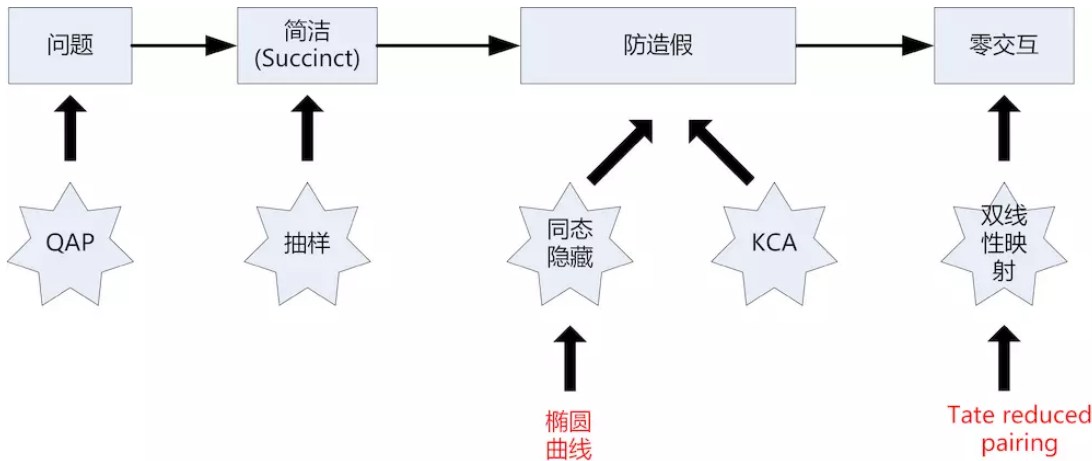 问题
简洁
(Succinct)
防造假
零交互
QAP
抽样
同态
隐藏
KCA
双线
性映
射
椭圆
曲线
Tate reduced
pairing